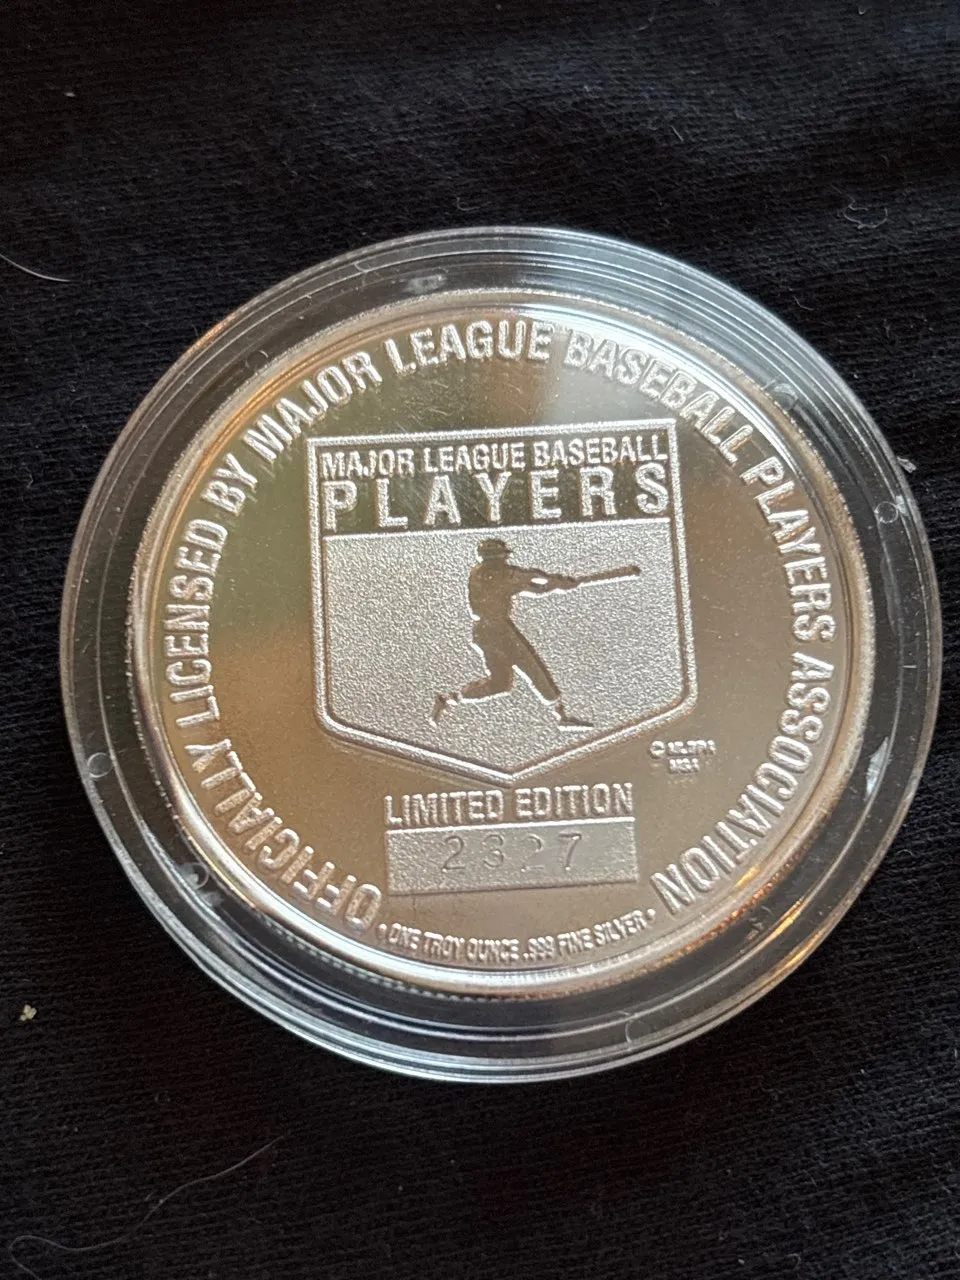 OFFICIALLY LICENSED BY MAJOR LEAGUE BASEBALL PLAYERS ASSOCIATION
MAJOR LEAGUE BASEBALL
PLAYERS
LIMITED EDITION
2327
• ONE TROY OUNCE .999 FINE SILVER •